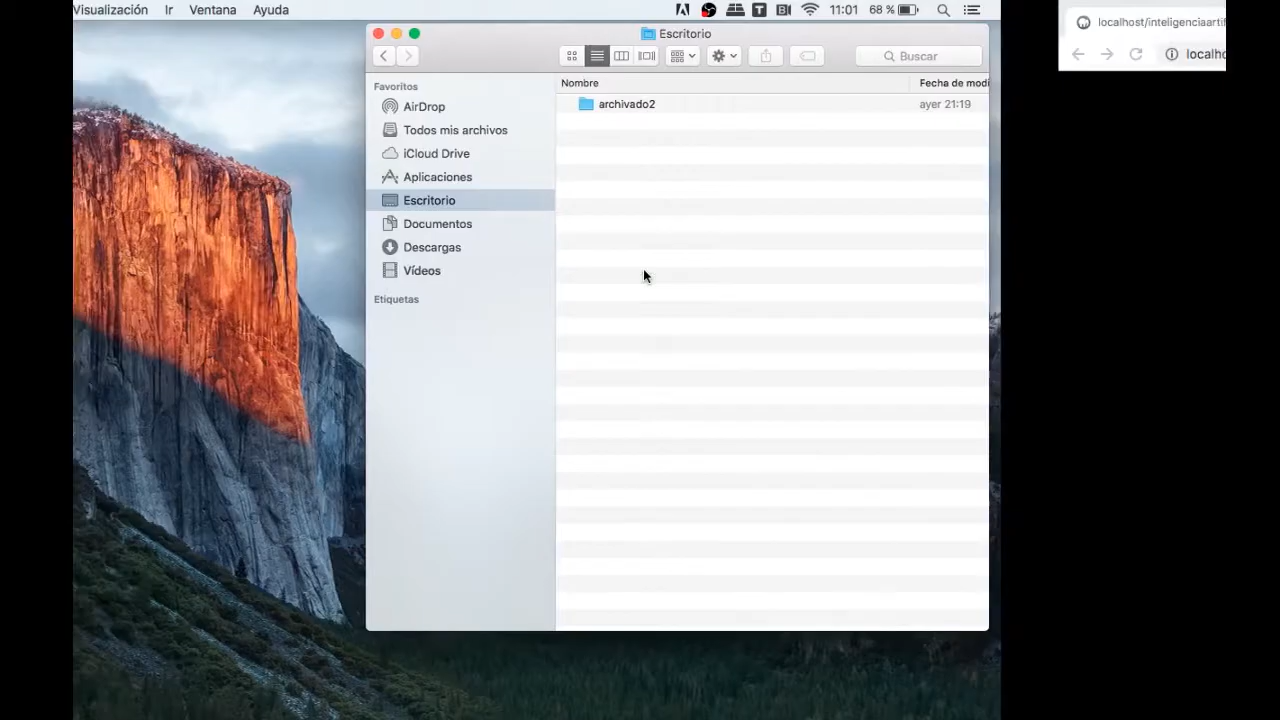 Visualización Ir Ventana Ayuda 11:01 68 %
Escritorio
Buscar
Favoritos
AirDrop
Todos mis archivos
iCloud Drive
Aplicaciones
Escritorio
Documentos
Descargas
Vídeos
Etiquetas
Nombre Fecha de modi
archivado2 ayer 21:19
localhost/inteligenciaartif
localho